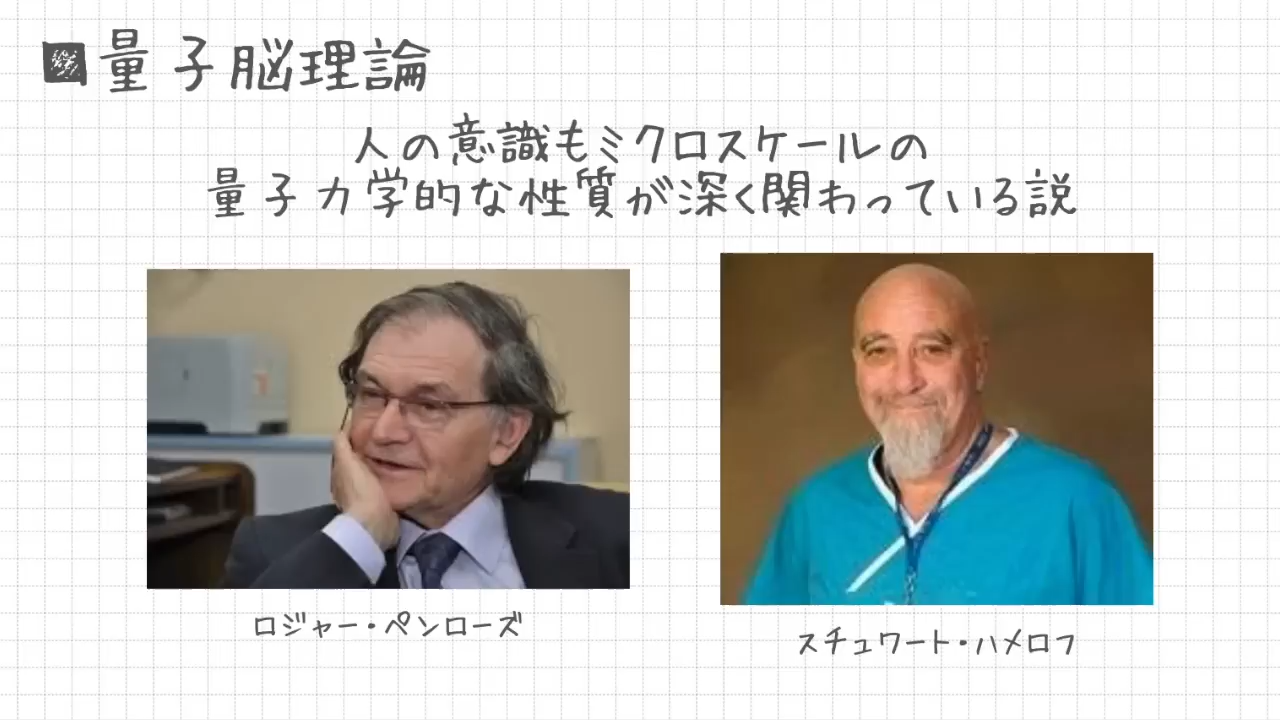 ■量子脳理論
人の意識もミクロスケールの
量子力学的な性質が深く関わっている説
ロジャー・ペンローズ
スチュワート・ハメロフ